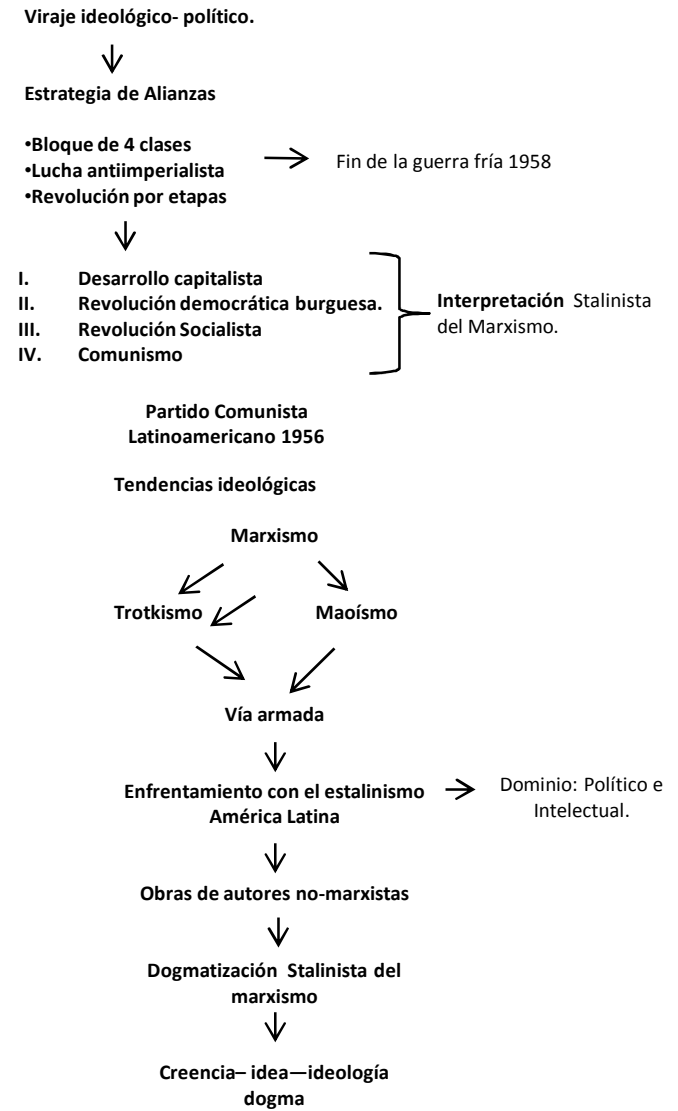 Viraje ideológico- político.
Estrategia de Alianzas
•Bloque de 4 clases
•Lucha antiimperialista
•Revolución por etapas
Fin de la guerra fría 1958
I. Desarrollo capitalista
II. Revolución democrática burguesa.
III. Revolución Socialista
IV. Comunismo
Interpretación Stalinista
del Marxismo.
Partido Comunista
Latinoamericano 1956
Tendencias ideológicas
Marxismo
Trotkismo
Maoísmo
Vía armada
Enfrentamiento con el estalinismo
América Latina
Dominio: Político e
Intelectual.
Obras de autores no-marxistas
Dogmatización Stalinista del
marxismo
Creencia– idea—ideología
dogma